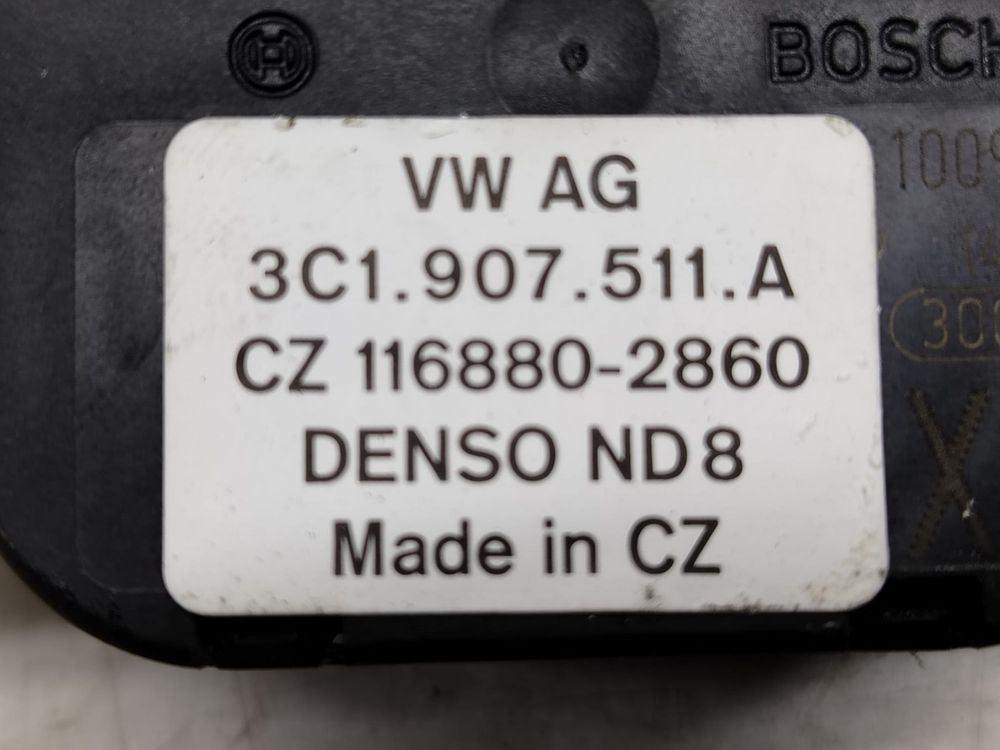 BOSCH
VW AG
3C1.907.511.A
CZ 116880-2860
DENSO ND8
Made in CZ
X